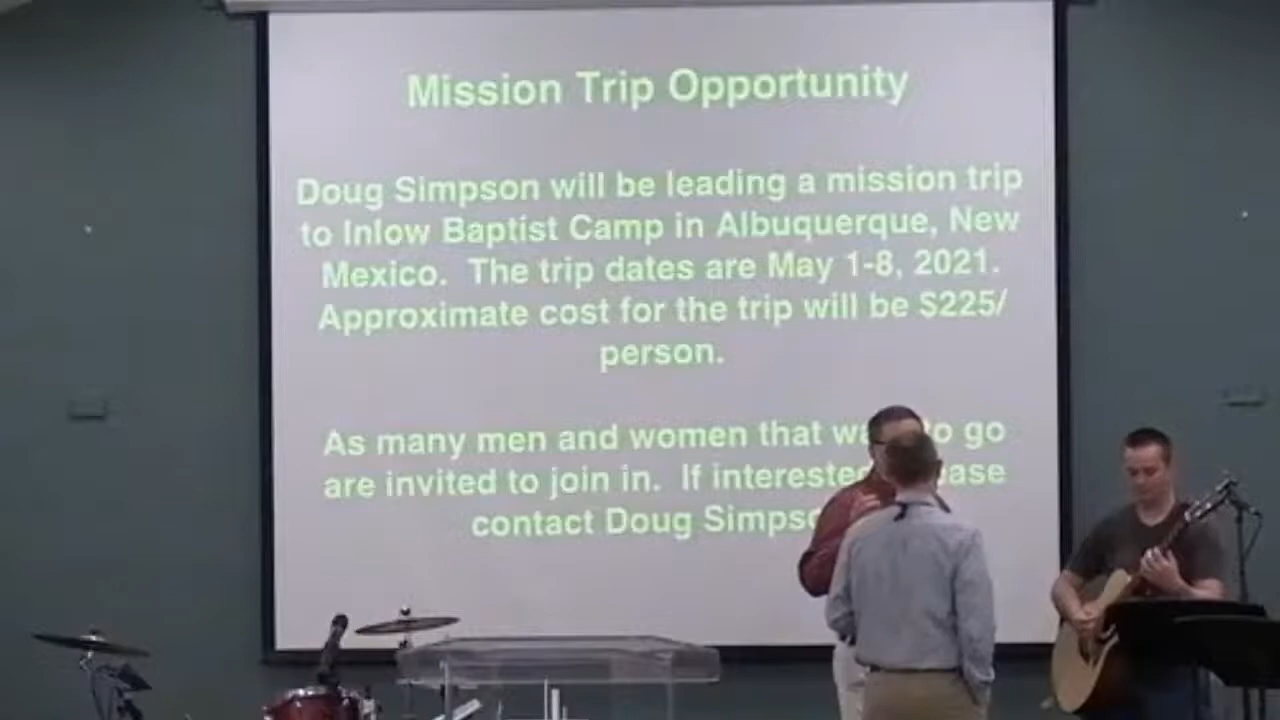 Mission Trip Opportunity
Doug Simpson will be leading a mission trip
to Inlow Baptist Camp in Albuquerque, New
Mexico. The trip dates are May 1-8, 2021.
Approximate cost for the trip will be $225/
person.
As many men and women that go
are invited to join in. If
contact Doug